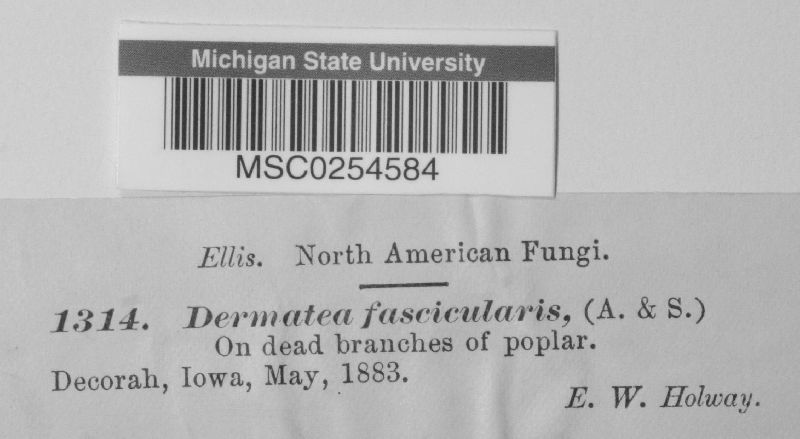 Michigan State University
MSC0254584
Ellis. North American Fungi.
1314. Dermatea fascicularis, (A. & S.)
On dead branches of poplar.
Decorah, Iowa, May, 1883.
E. W. Holway.